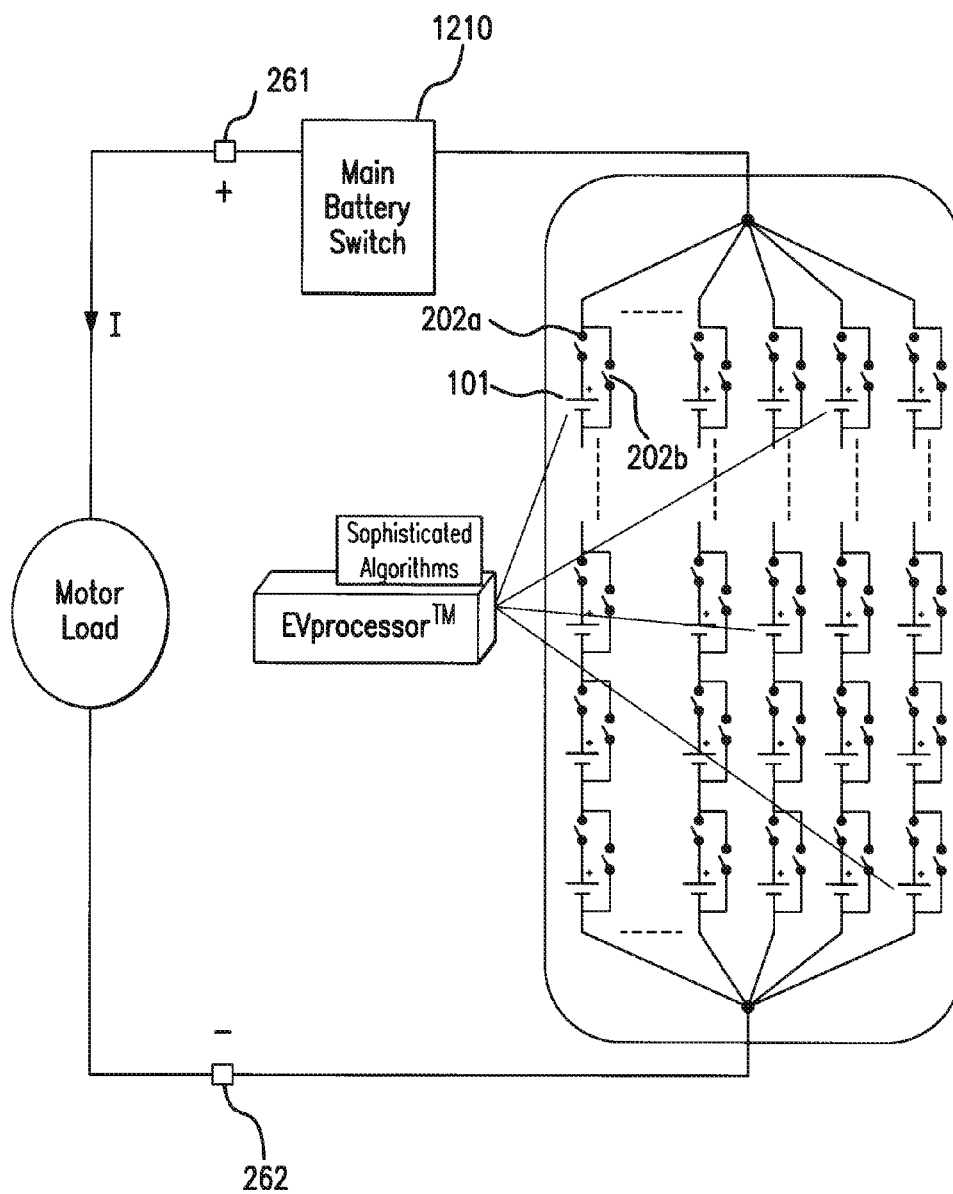 1210
261
Main
Battery
Switch
+
I
202a
101
202b
Sophisticated
Algorithms
EVprocessor™
Motor
Load
−
262